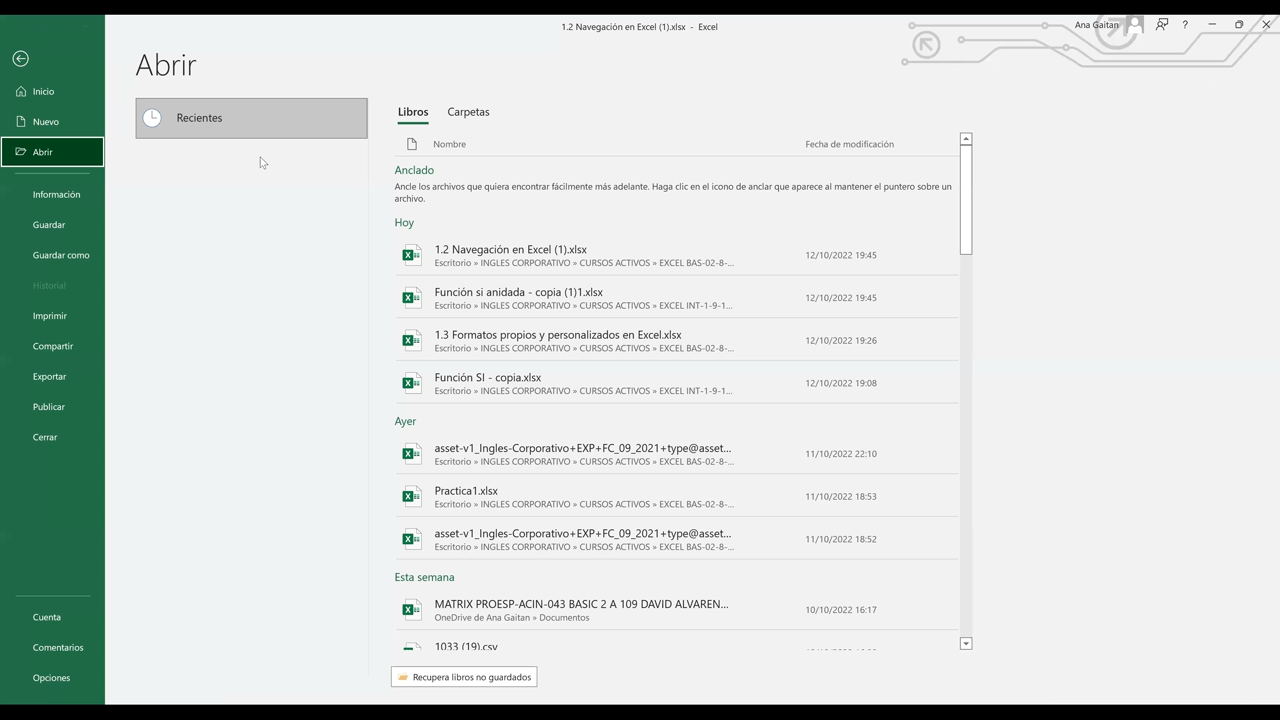 1.2 Navegación en Excel (1).xlsx - Excel
Ana Gaitan
?
Abrir
Inicio
Nuevo
Abrir
Información
Guardar
Guardar como
Historial
Imprimir
Compartir
Exportar
Publicar
Cerrar
Cuenta
Comentarios
Opciones
Recientes
Libros Carpetas
Nombre Fecha de modificación
Anclado
Ancle los archivos que quiera encontrar fácilmente más adelante. Haga clic en el icono de anclar que aparece al mantener el puntero sobre un
archivo.
Hoy
1.2 Navegación en Excel (1).xlsx
Escritorio » INGLES CORPORATIVO » CURSOS ACTIVOS » EXCEL BAS-02-8-...
12/10/2022 19:45
Función si anidada - copia (1)1.xlsx
Escritorio » INGLES CORPORATIVO » CURSOS ACTIVOS » EXCEL INT-1-9-1...
12/10/2022 19:45
1.3 Formatos propios y personalizados en Excel.xlsx
Escritorio » INGLES CORPORATIVO » CURSOS ACTIVOS » EXCEL BAS-02-8-...
12/10/2022 19:26
Función SI - copia.xlsx
Escritorio » INGLES CORPORATIVO » CURSOS ACTIVOS » EXCEL INT-1-9-1...
12/10/2022 19:08
Ayer
asset-v1_Ingles-Corporativo+EXP+FC_09_2021+type@asset...
Escritorio » INGLES CORPORATIVO » CURSOS ACTIVOS » EXCEL BAS-02-8-...
11/10/2022 22:10
Practica1.xlsx
Escritorio » INGLES CORPORATIVO » CURSOS ACTIVOS » EXCEL BAS-02-8-...
11/10/2022 18:53
asset-v1_Ingles-Corporativo+EXP+FC_09_2021+type@asset...
Escritorio » INGLES CORPORATIVO » CURSOS ACTIVOS » EXCEL BAS-02-8-...
11/10/2022 18:52
Esta semana
MATRIX PROESP-ACIN-043 BASIC 2 A 109 DAVID ALVAREN...
OneDrive de Ana Gaitan » Documentos
10/10/2022 16:17
1033 (19).csv
Recupera libros no guardados